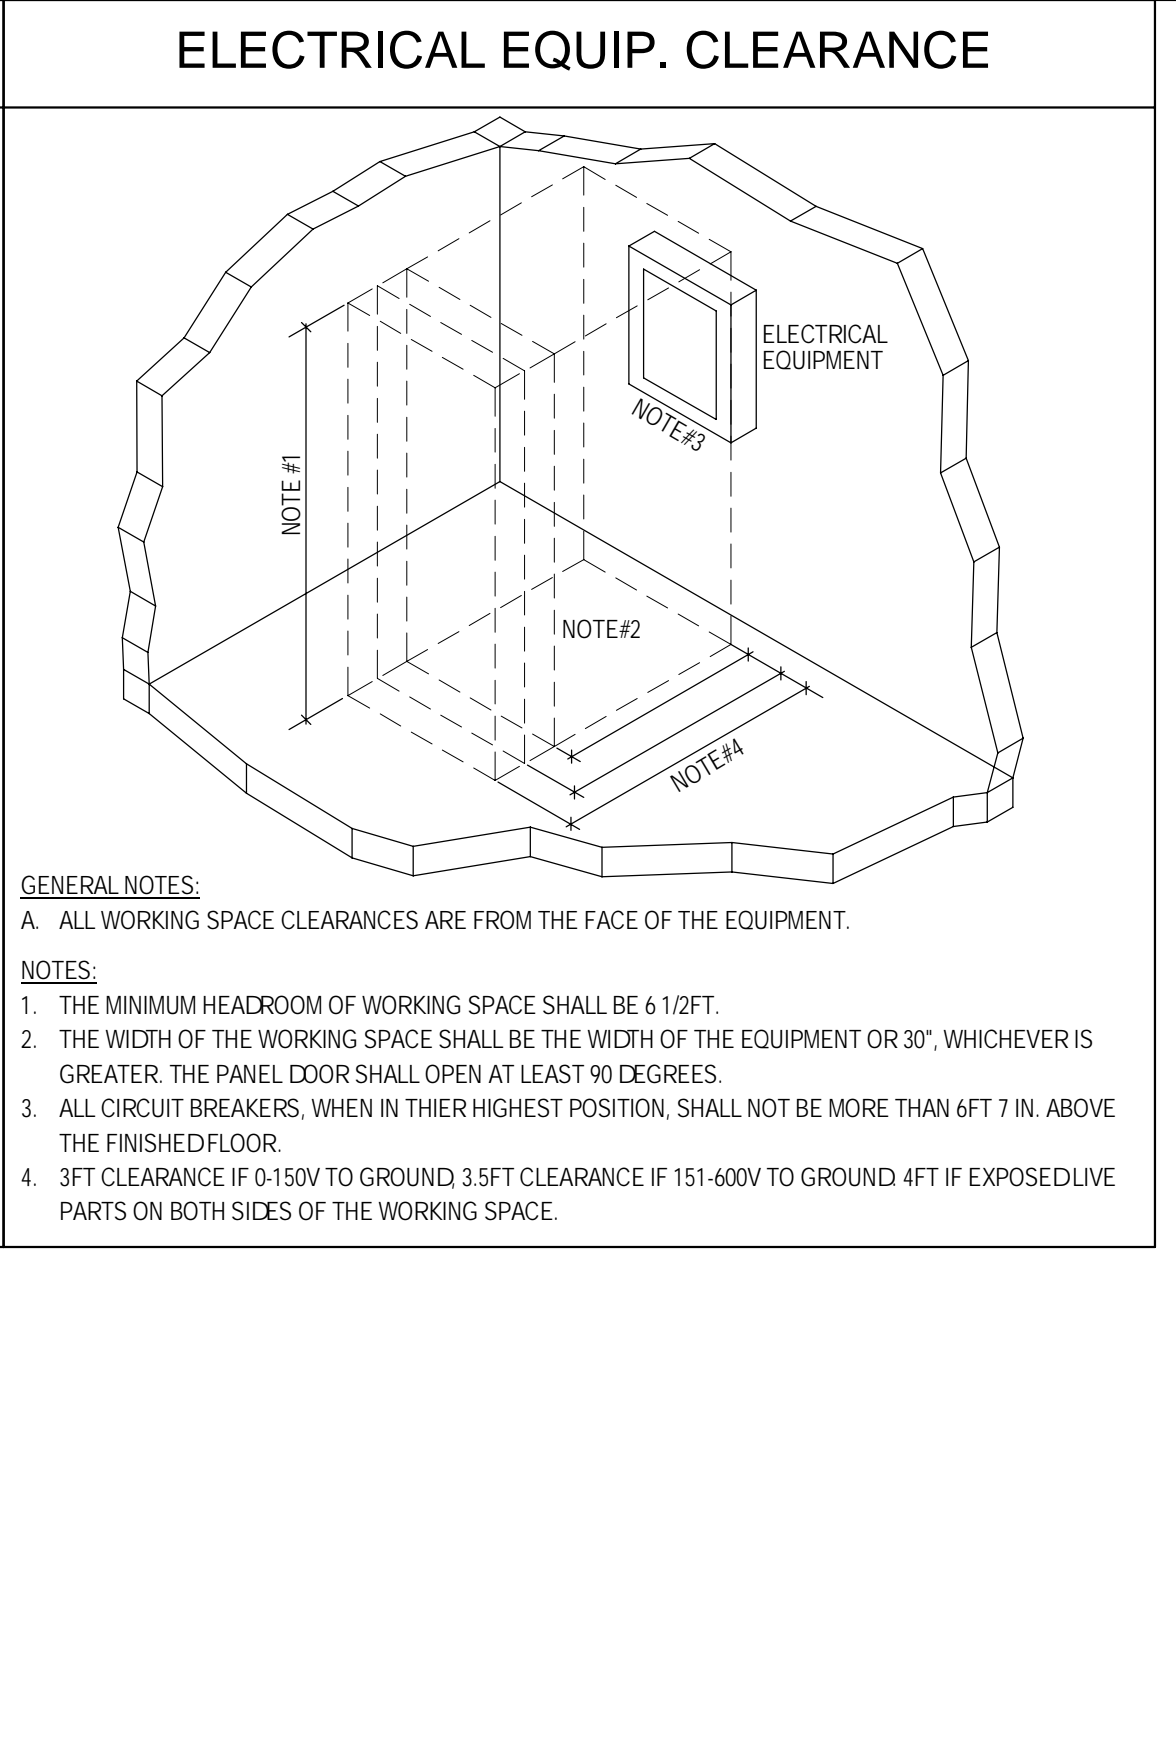 ELECTRICAL EQUIP. CLEARANCE
ELECTRICAL
EQUIPMENT
NOTE#3
NOTE #1
NOTE#2
NOTE#4
GENERAL NOTES:
A. ALL WORKING SPACE CLEARANCES ARE FROM THE FACE OF THE EQUIPMENT.
NOTES:
1. THE MINIMUM HEADROOM OF WORKING SPACE SHALL BE 6 1/2FT.
2. THE WIDTH OF THE WORKING SPACE SHALL BE THE WIDTH OF THE EQUIPMENT OR 30", WHICHEVER IS
GREATER. THE PANEL DOOR SHALL OPEN AT LEAST 90 DEGREES.
3. ALL CIRCUIT BREAKERS, WHEN IN THIER HIGHEST POSITION, SHALL NOT BE MORE THAN 6FT 7 IN. ABOVE
THE FINISHED FLOOR.
4. 3FT CLEARANCE IF 0-150V TO GROUND, 3.5FT CLEARANCE IF 151-600V TO GROUND. 4FT IF EXPOSED LIVE
PARTS ON BOTH SIDES OF THE WORKING SPACE.